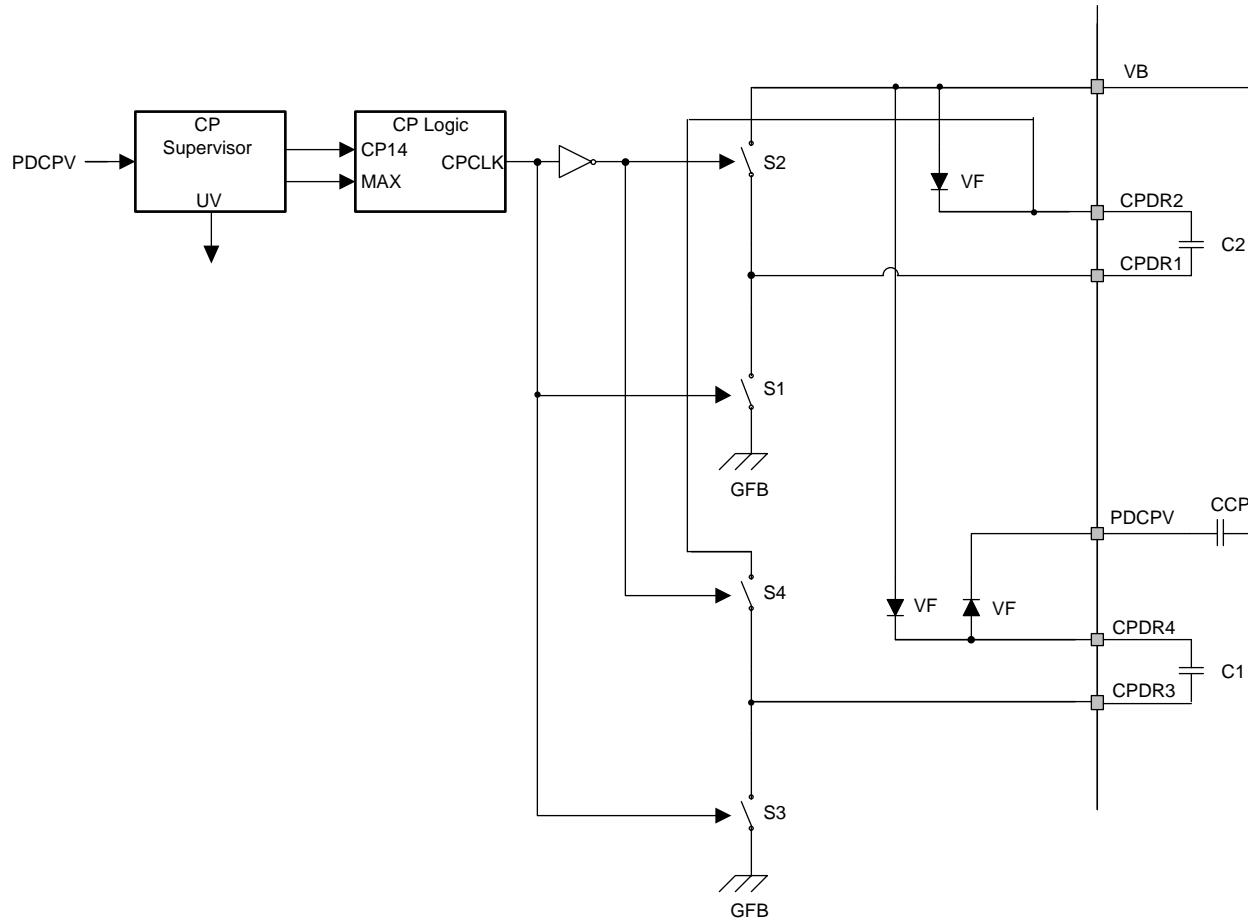 VB
CP
Supervisor
CP Logic
PDCPV
CP14
CPCLK
MAX
UV
S2
VF
CPDR2
C2
CPDR1
S1
GFB
PDCPV
CCP
S4
VF
VF
CPDR4
C1
CPDR3
S3
GFB